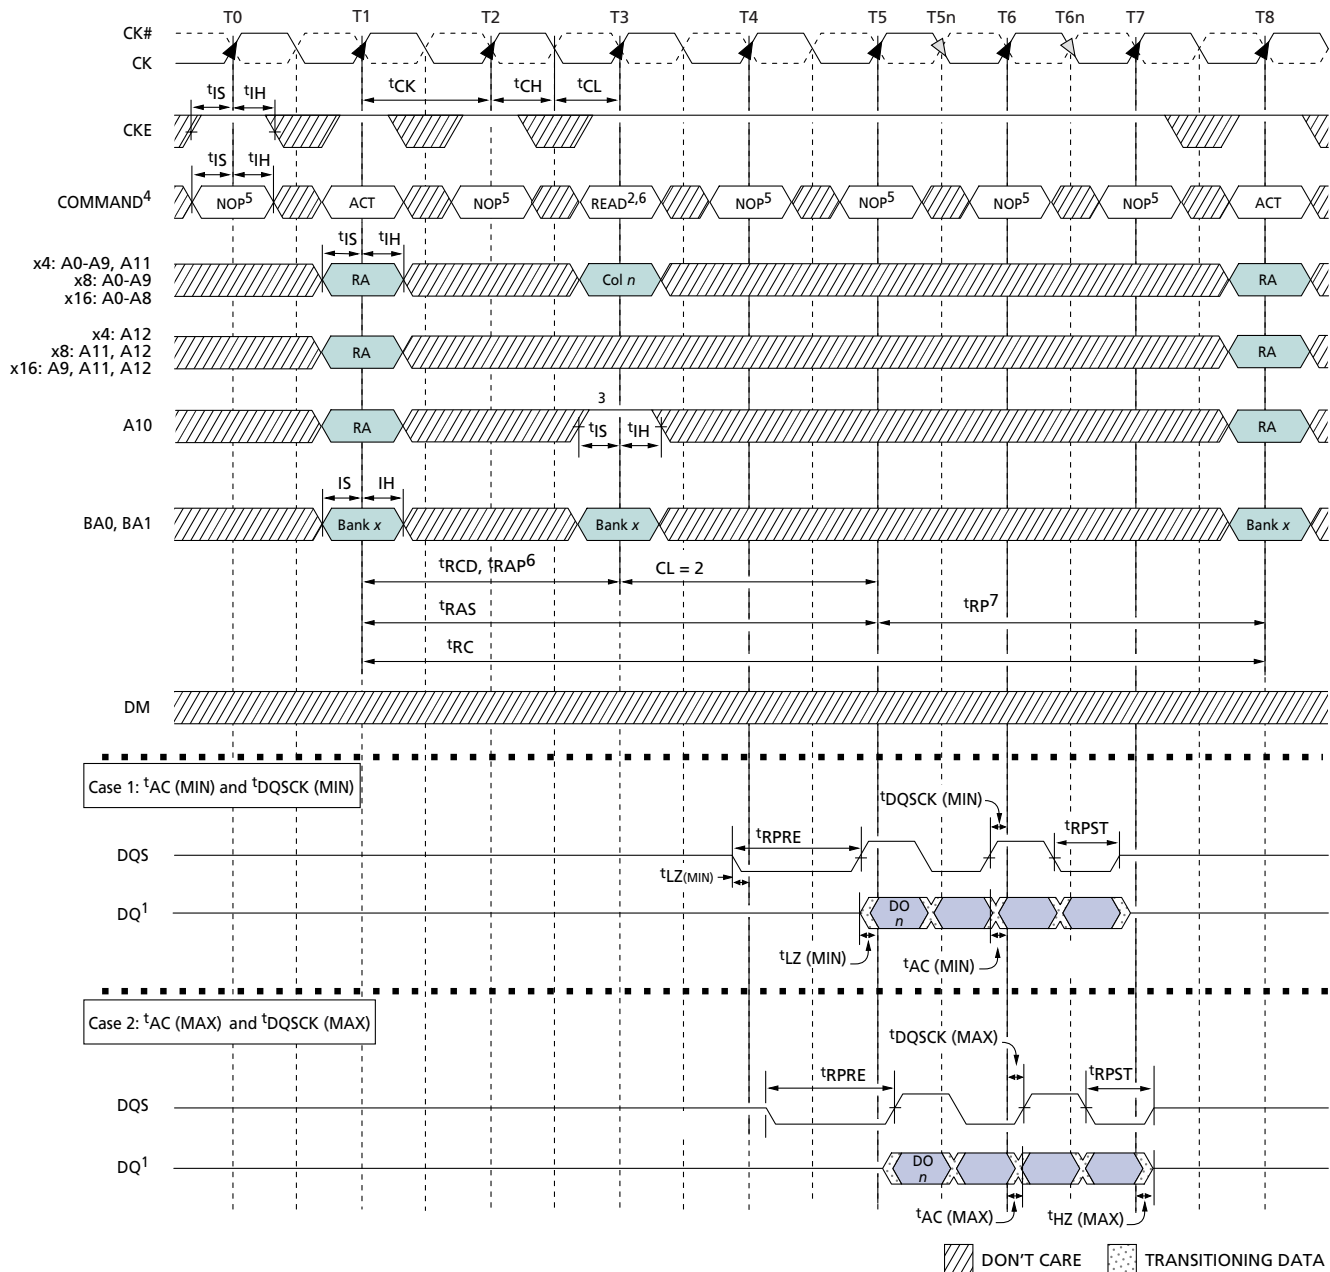 T0 T1 T2 T3 T4 T5 T5n T6 T6n T7 T8
CK#
CK
tIS tIH tCK tCH tCL
CKE
tIS tIH
COMMAND4 NOP5 ACT NOP5 READ2,6 NOP5 NOP5 NOP5 NOP5 ACT
tIS tIH
x4: A0-A9, A11
x8: A0-A9
x16: A0-A8
RA Col n RA
x4: A12
x8: A11, A12
x16: A9, A11, A12
RA RA
3
A10 RA RA
tIS tIH
IS IH
BA0, BA1 Bank x Bank x Bank x
tRCD, tRAP6 CL = 2
tRAS tRP7
tRC
DM
Case 1: tAC (MIN) and tDQSCK (MIN)
tDQSCK (MIN)
tRPRE tRPST
DQS
tLZ(MIN)
DQ1 DO
n
tLZ (MIN) tAC (MIN)
Case 2: tAC (MAX) and tDQSCK (MAX)
tDQSCK (MAX)
tRPRE tRPST
DQS
DQ1 DO
n
tAC (MAX) tHZ (MAX)
DON'T CARE TRANSITIONING DATA